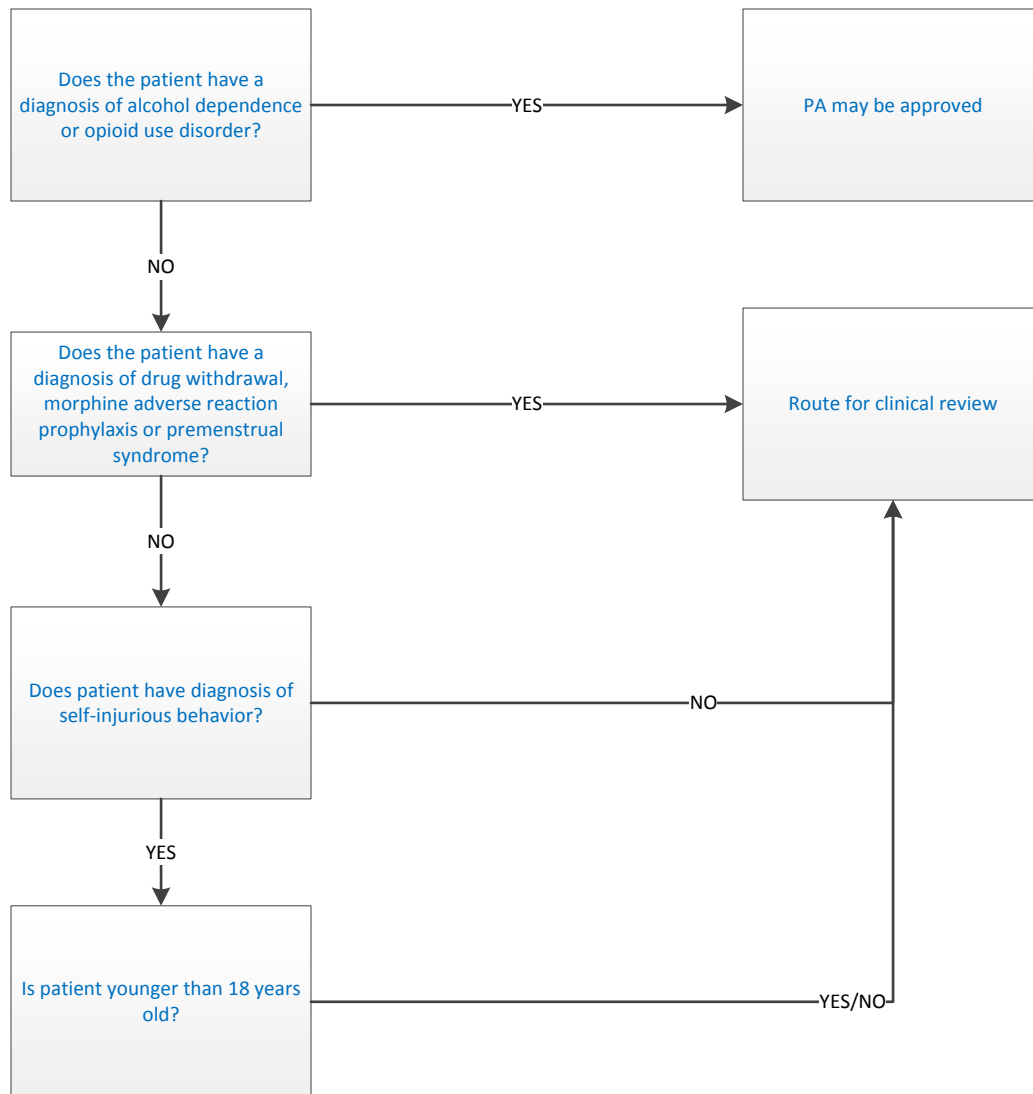 Does the patient have a
diagnosis of alcohol dependence
or opioid use disorder?
YES
PA may be approved
NO
Does the patient have a
diagnosis of drug withdrawal,
morphine adverse reaction
prophylaxis or premenstrual
syndrome?
YES
Route for clinical review
NO
Does patient have diagnosis of
self-injurious behavior?
NO
YES
Is patient younger than 18 years
old?
YES/NO